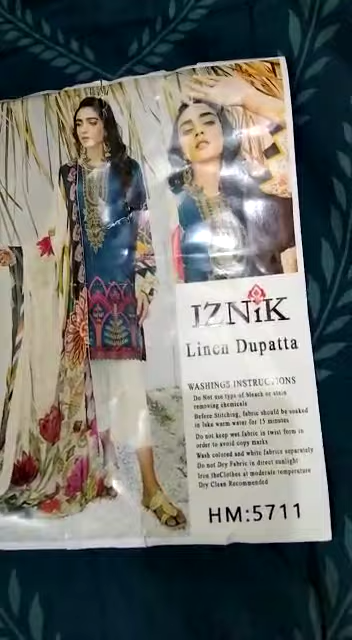 IZNiK
Linen Dupatta
WASHINGS INSTRUCTIONS
Do Not use type of bleach or stain
removing chemicals
Before Stitching, fabric should be soaked
in luke warm water for 15 minutes
Do not keep wet fabric in twist form in
order to avoid copy marks
Wash colored and white fabrics separately
Do not Dry Fabric in direct sunlight
Iron theClothes at moderate temperature
Dry Clean Recommended
HM:5711